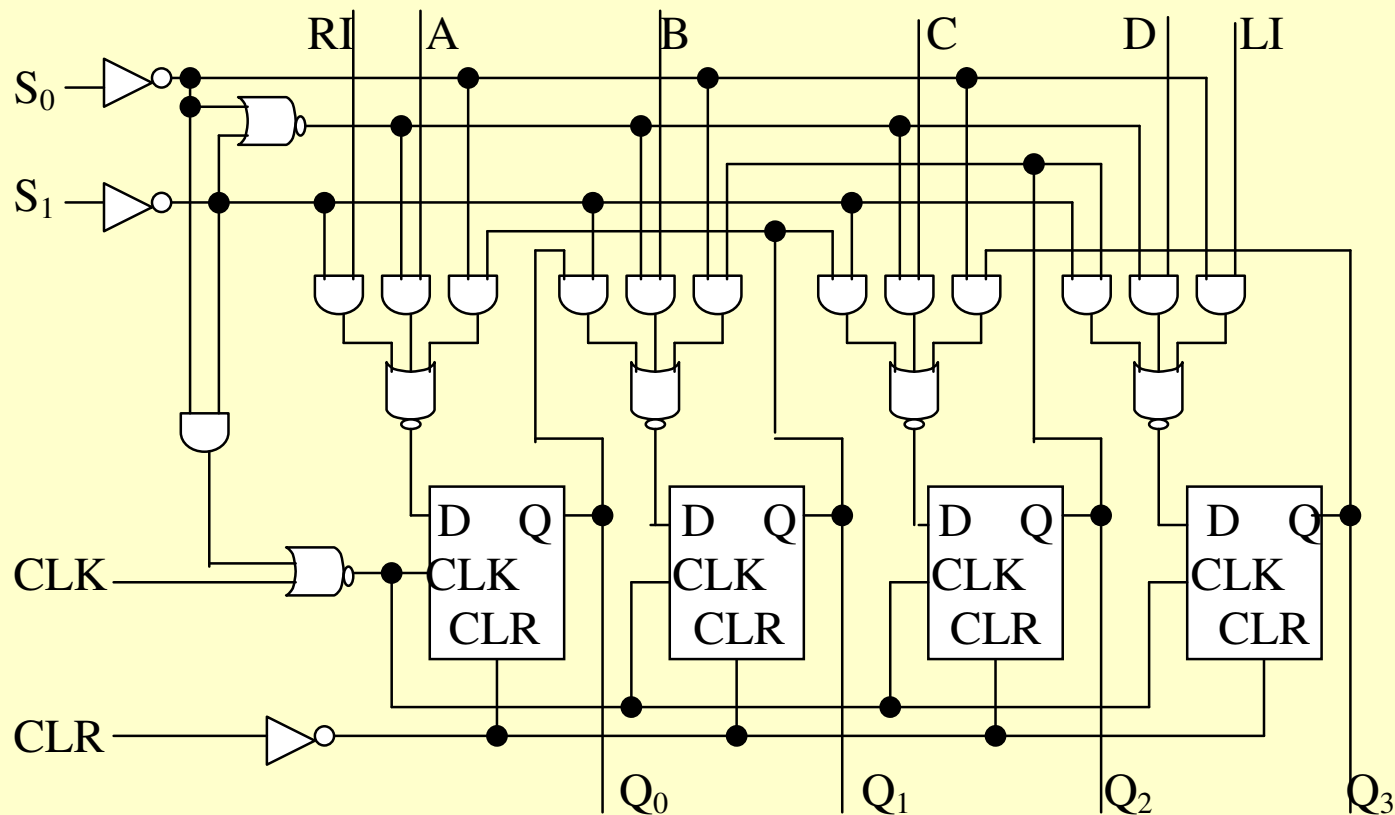 RI A B C D LI
S₀
S₁
D Q D Q D Q D Q
CLK CLK CLK CLK CLK
CLR CLR CLR CLR
CLR
Q₀ Q₁ Q₂ Q₃